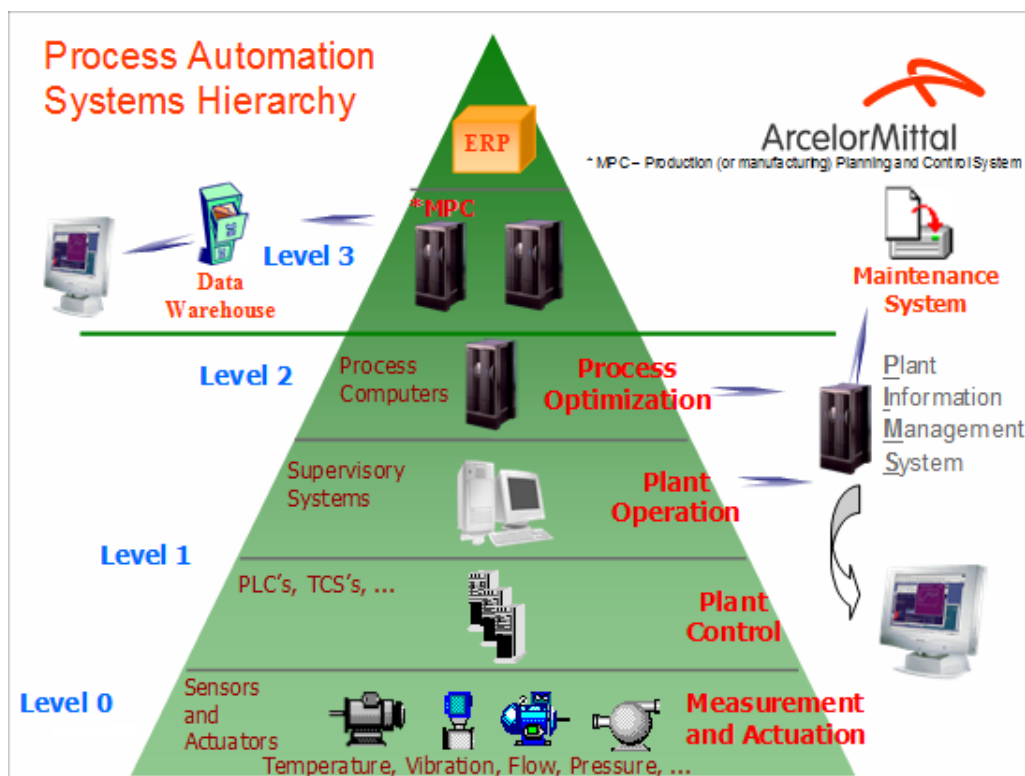 Process Automation
Systems Hierarchy
ERP
ArcelorMittal
* MPC – Production (or manufacturing) Planning and Control System
*MPC
Level 3
Data
Warehouse
Maintenance
System
Level 2
Process
Computers
Process
Optimization
Plant
Information
Management
System
Supervisory
Systems
Plant
Operation
Level 1
PLC's, TCS's, ...
Plant
Control
Level 0
Sensors
and
Actuators
Measurement
and Actuation
Temperature, Vibration, Flow, Pressure, ...